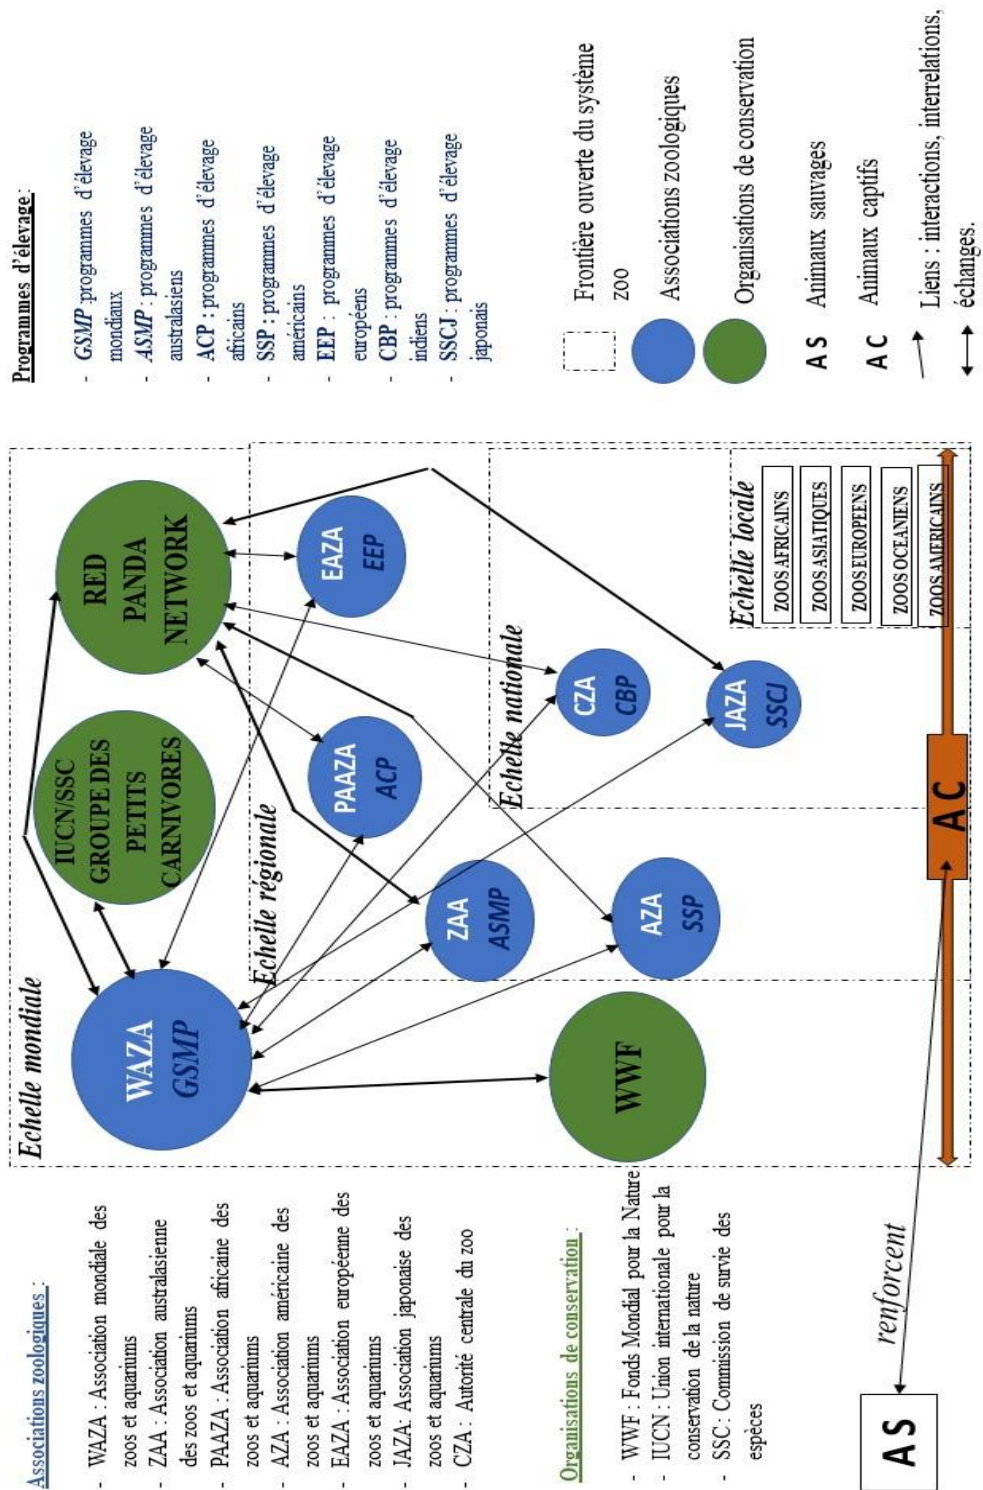 Associations zoologiques :
- WAZA : Association mondiale des
zoos et aquariums
- ZAA : Association australasienne
des zoos et aquariums
- PAAZA : Association africaine des
zoos et aquariums
- AZA : Association américaine des
zoos et aquariums
- EAZA : Association européenne des
zoos et aquariums
- JAZA: Association japonaise des
zoos et aquariums
- CZA : Autorité centrale du zoo
Organisations de conservation :
- WWF : Fonds Mondial pour la Nature
- IUCN : Union internationale pour la
conservation de la nature
- SSC : Commission de survie des
espèces
AS
renforcent
Echelle mondiale
WAZA
GSMP
IUCN/SSC
GROUPE DES
PETITS
CARNIVORES
RED
PANDA
NETWORK
Echelle régionale
PAAZA
ACP
EAZA
EEP
ZAA
ASMP
WWF
AZA
SSP
Echelle nationale
CZA
CBP
JAZA
SSCJ
Echelle locale
ZOOS AFRICAINS
ZOOS ASIATIQUES
ZOOS EUROPEENS
ZOOS OCEANIENS
ZOOS AMERICAINS
AC
Programmes d'élevage :
- GSMP :programmes d'élevage
mondiaux
- ASMP : programmes d'élevage
australasiens
- ACP : programmes d'élevage
africains
- SSP : programmes d'élevage
américains
- EEP : programmes d'élevage
européens
- CBP : programmes d'élevage
indiens
- SSCJ : programmes d'élevage
japonais
Frontière ouverte du système
zoo
Associations zoologiques
Organisations de conservation
AS Animaux sauvages
AC Animaux captifs
Liens : interactions, interrelations,
échanges.